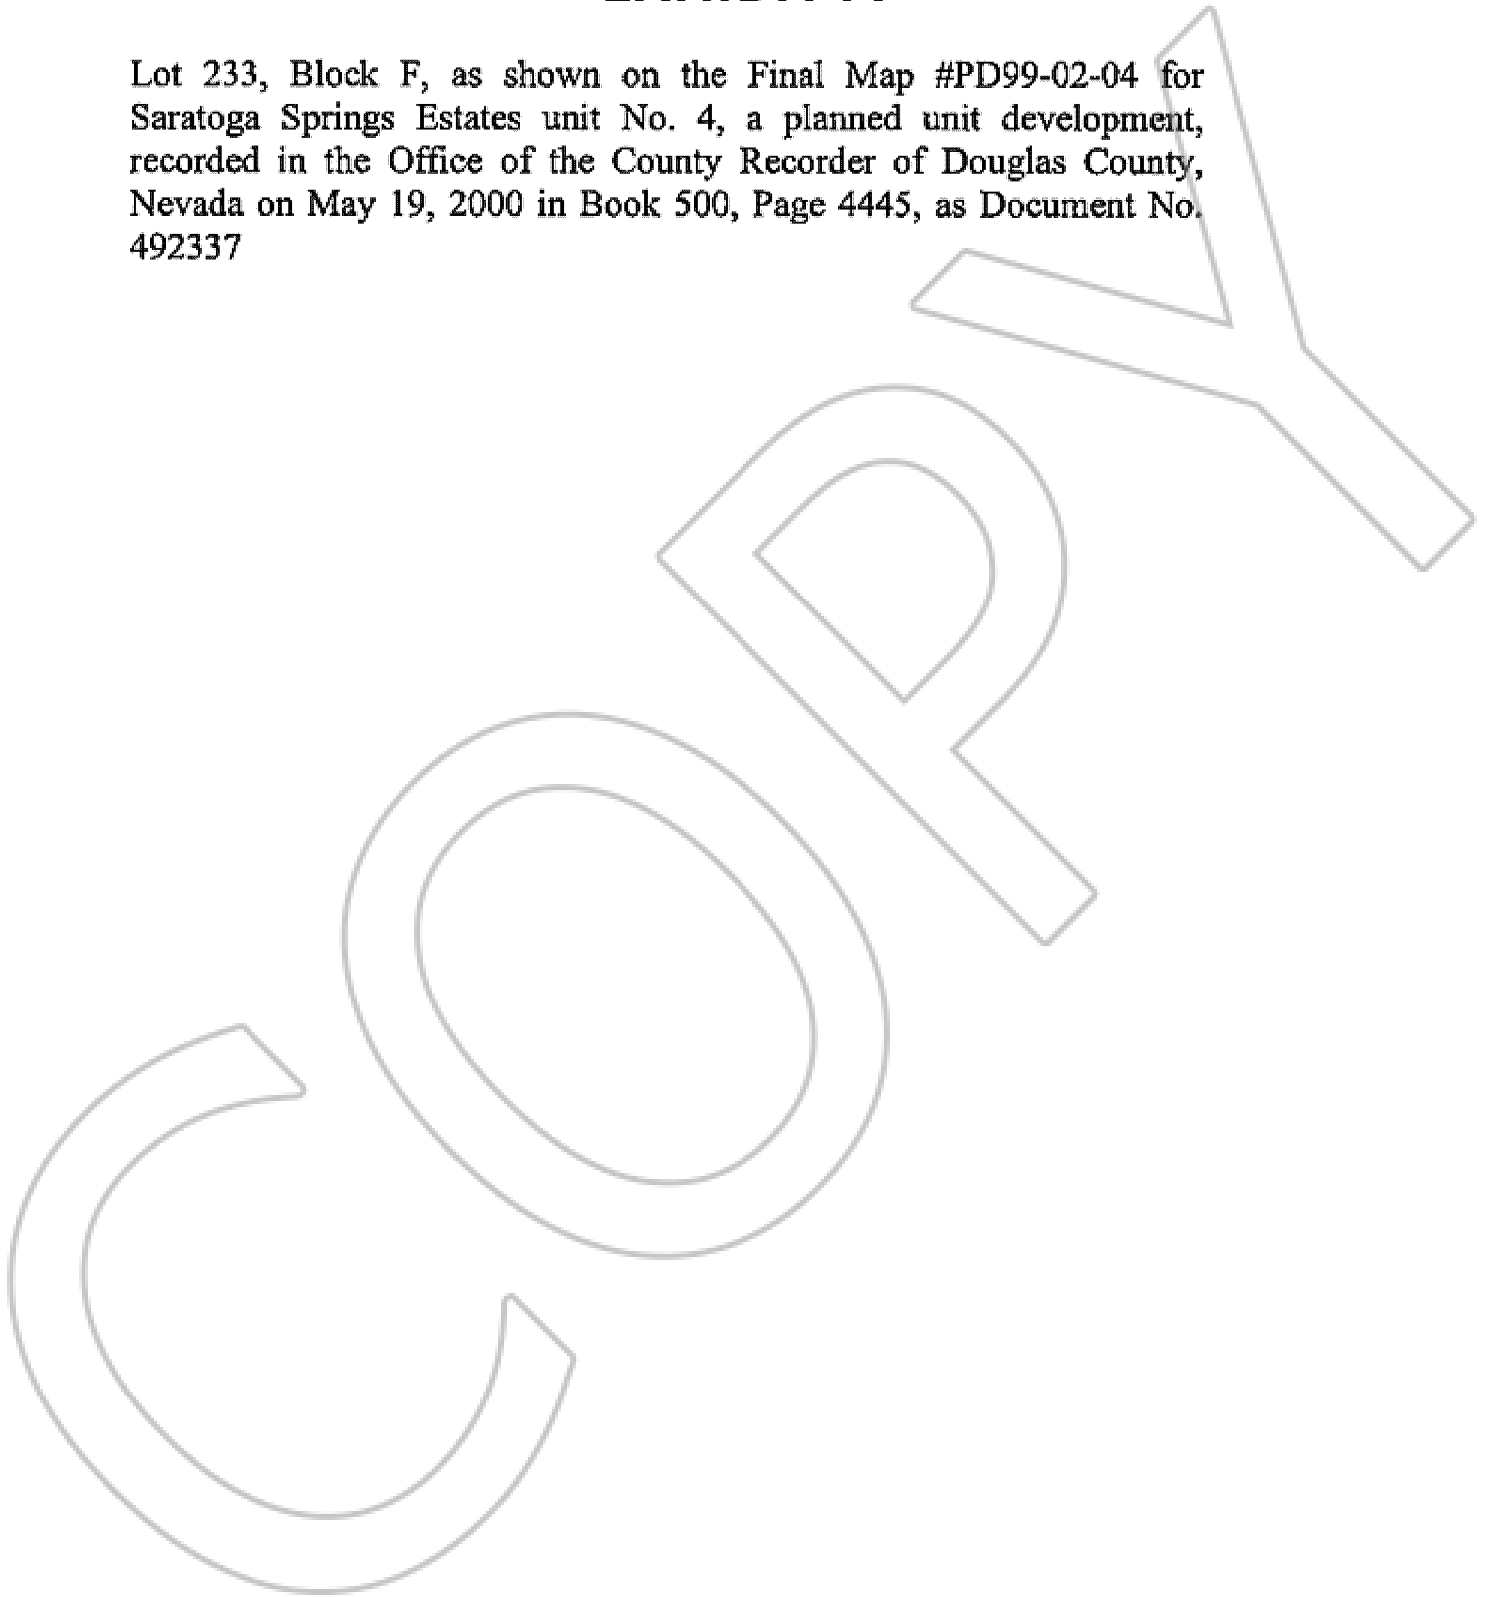 Lot 233, Block F, as shown on the Final Map #PD99-02-04 for
Saratoga Springs Estates unit No. 4, a planned unit development,
recorded in the Office of the County Recorder of Douglas County,
Nevada on May 19, 2000 in Book 500, Page 4445, as Document No.
492337
COPY